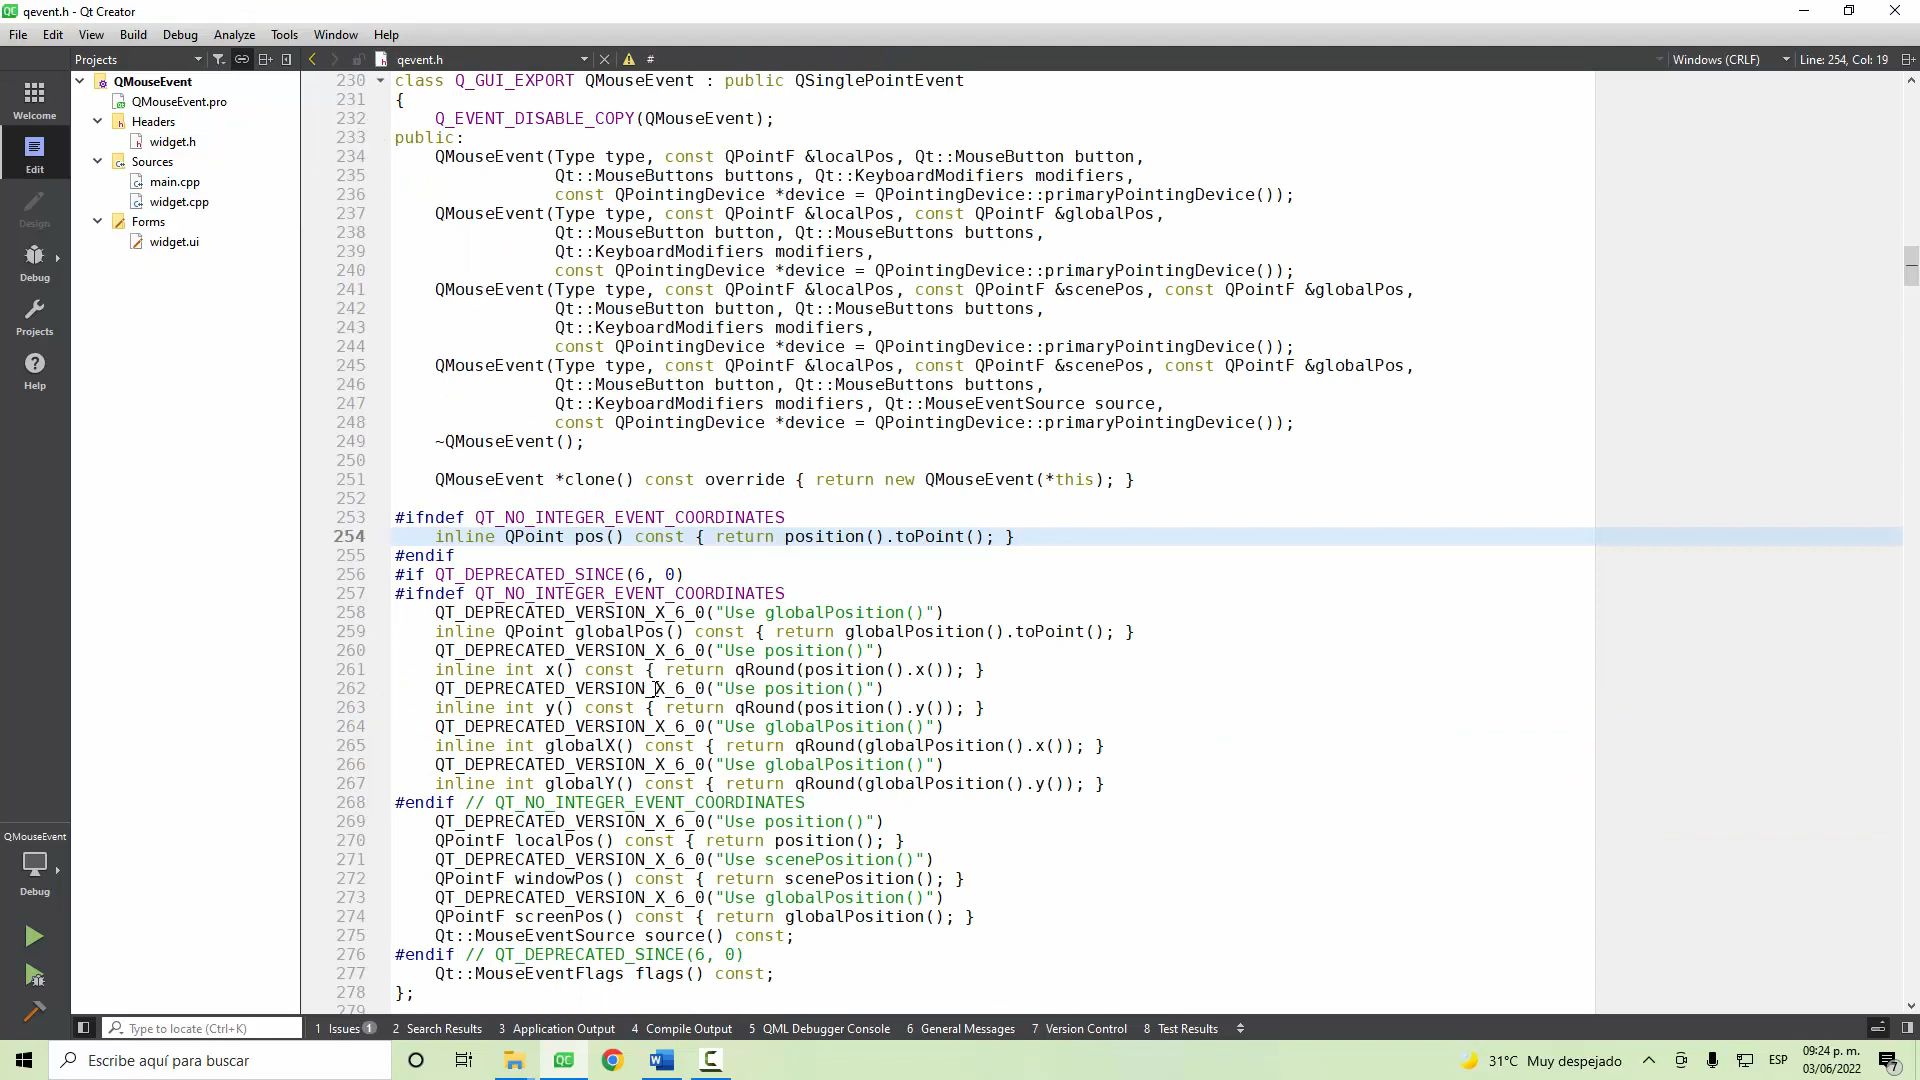 qevent.h - Qt Creator
File Edit View Build Debug Analyze Tools Window Help
Projects
qevent.h
#
Windows (CRLF)
Line: 254, Col: 19
Welcome
Edit
Design
Debug
Projects
Help
QMouseEvent
Debug
QMouseEvent
QMouseEvent.pro
Headers
widget.h
Sources
main.cpp
widget.cpp
Forms
widget.ui
230 class Q_GUI_EXPORT QMouseEvent : public QSinglePointEvent
231 {
232     Q_EVENT_DISABLE_COPY(QMouseEvent);
233 public:
234     QMouseEvent(Type type, const QPointF &localPos, Qt::MouseButton button,
235                 Qt::MouseButtons buttons, Qt::KeyboardModifiers modifiers,
236                 const QPointingDevice *device = QPointingDevice::primaryPointingDevice());
237     QMouseEvent(Type type, const QPointF &localPos, const QPointF &globalPos,
238                 Qt::MouseButton button, Qt::MouseButtons buttons,
239                 Qt::KeyboardModifiers modifiers,
240                 const QPointingDevice *device = QPointingDevice::primaryPointingDevice());
241     QMouseEvent(Type type, const QPointF &localPos, const QPointF &scenePos, const QPointF &globalPos,
242                 Qt::MouseButton button, Qt::MouseButtons buttons,
243                 Qt::KeyboardModifiers modifiers,
244                 const QPointingDevice *device = QPointingDevice::primaryPointingDevice());
245     QMouseEvent(Type type, const QPointF &localPos, const QPointF &scenePos, const QPointF &globalPos,
246                 Qt::MouseButton button, Qt::MouseButtons buttons,
247                 Qt::KeyboardModifiers modifiers, Qt::MouseEventSource source,
248                 const QPointingDevice *device = QPointingDevice::primaryPointingDevice());
249     ~QMouseEvent();
250
251     QMouseEvent *clone() const override { return new QMouseEvent(*this); }
252
253 #ifndef QT_NO_INTEGER_EVENT_COORDINATES
254     inline QPoint pos() const { return position().toPoint(); }
255 #endif
256 #if QT_DEPRECATED_SINCE(6, 0)
257 #ifndef QT_NO_INTEGER_EVENT_COORDINATES
258     QT_DEPRECATED_VERSION_X_6_0("Use globalPosition()")
259     inline QPoint globalPos() const { return globalPosition().toPoint(); }
260     QT_DEPRECATED_VERSION_X_6_0("Use position()")
261     inline int x() const { return qRound(position().x()); }
262     QT_DEPRECATED_VERSION_X_6_0("Use position()")
263     inline int y() const { return qRound(position().y()); }
264     QT_DEPRECATED_VERSION_X_6_0("Use globalPosition()")
265     inline int globalX() const { return qRound(globalPosition().x()); }
266     QT_DEPRECATED_VERSION_X_6_0("Use globalPosition()")
267     inline int globalY() const { return qRound(globalPosition().y()); }
268 #endif // QT_NO_INTEGER_EVENT_COORDINATES
269     QT_DEPRECATED_VERSION_X_6_0("Use position()")
270     QPointF localPos() const { return position(); }
271     QT_DEPRECATED_VERSION_X_6_0("Use scenePosition()")
272     QPointF windowPos() const { return scenePosition(); }
273     QT_DEPRECATED_VERSION_X_6_0("Use globalPosition()")
274     QPointF screenPos() const { return globalPosition(); }
275     Qt::MouseEventSource source() const;
276 #endif // QT_DEPRECATED_SINCE(6, 0)
277     Qt::MouseEventFlags flags() const;
278 };
279
Type to locate (Ctrl+K)
1 Issues 1
2 Search Results
3 Application Output
4 Compile Output
5 QML Debugger Console
6 General Messages
7 Version Control
8 Test Results
Escribe aquí para buscar
31°C Muy despejado
ESP
09:24 p. m.
03/06/2022
7